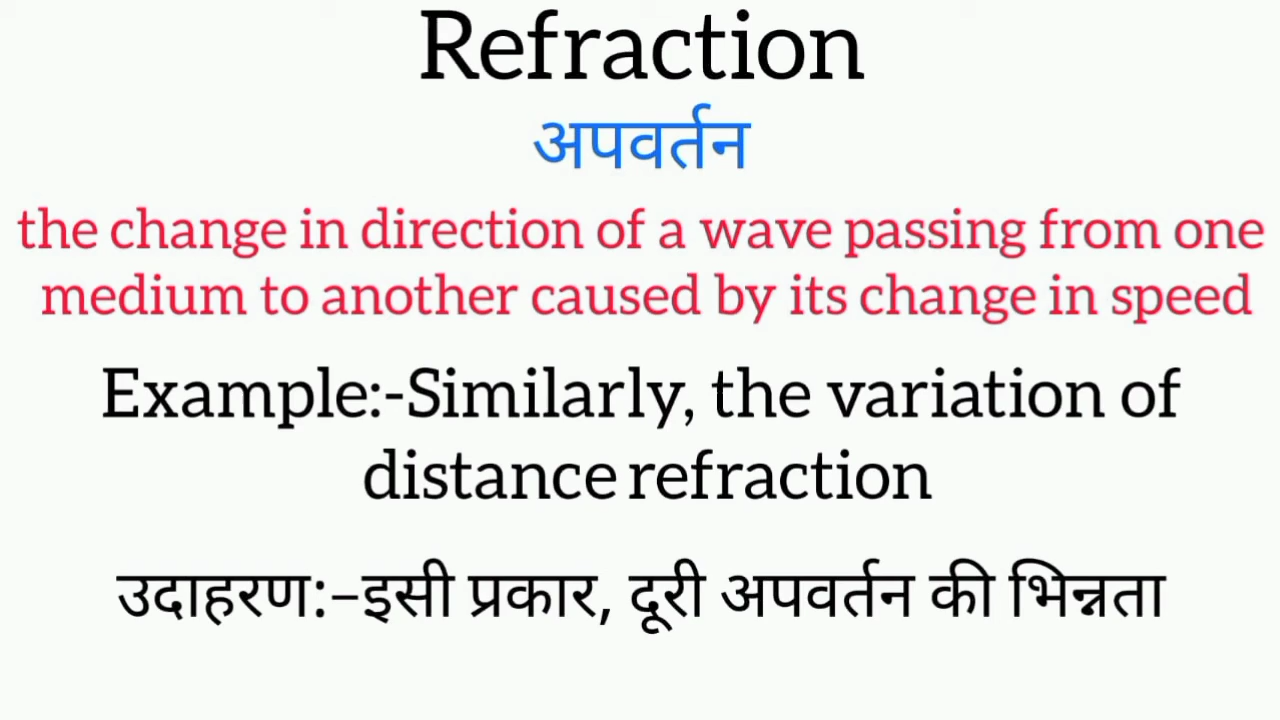 Refraction
अपवर्तन
the change in direction of a wave passing from one
medium to another caused by its change in speed
Example:-Similarly, the variation of
distance refraction
उदाहरण:–इसी प्रकार, दूरी अपवर्तन की भिन्नता